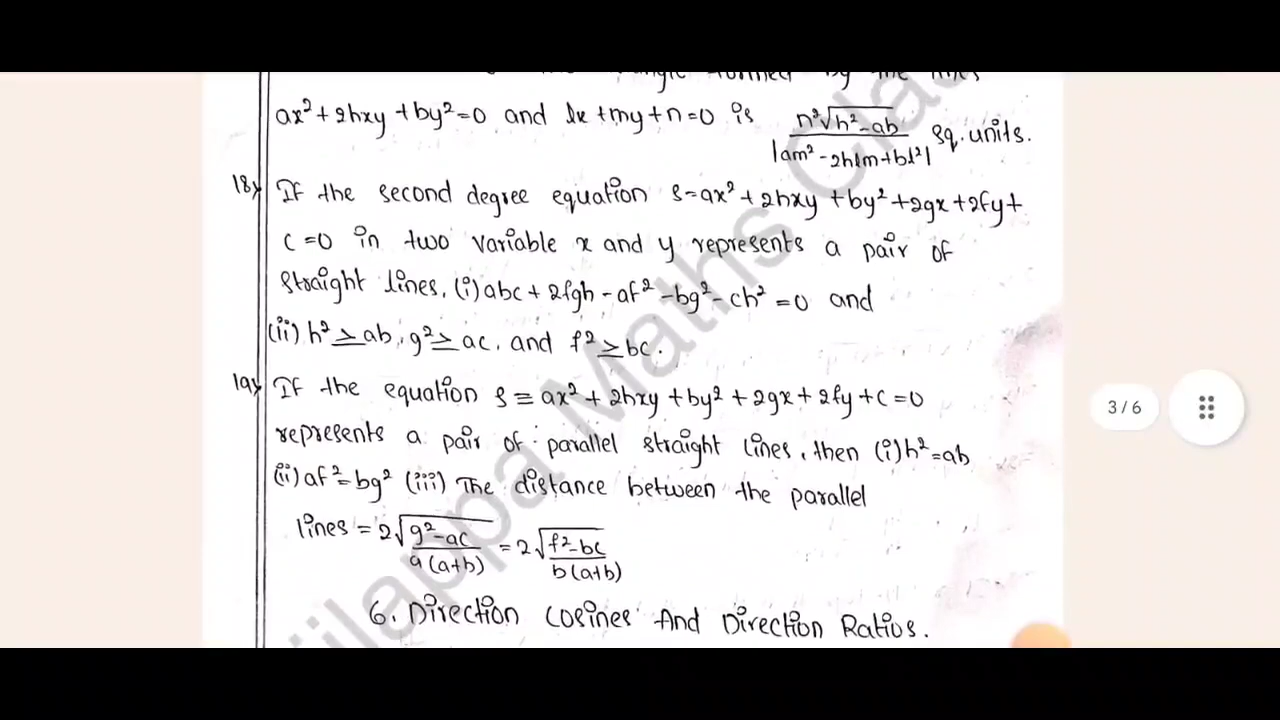 formed by the lines
ax² + 2hxy + by² = 0 and lx + my + n = 0 is n²√h² - ab / |am² - 2hlm + bl²| sq. units.
18) If the second degree equation S = ax² + 2hxy + by² + 2gx + 2fy +
c = 0 in two variable x and y represents a pair of
straight lines, (i) abc + 2fgh - af² - bg² - ch² = 0 and
(ii) h² ≥ ab, g² ≥ ac, and f² ≥ bc.
19) If the equation S ≡ ax² + 2hxy + by² + 2gx + 2fy + c = 0
represents a pair of parallel straight lines, then (i) h² = ab
(ii) af² = bg² (iii) The distance between the parallel
lines = 2√g² - ac / a(a+b) = 2√f² - bc / b(a+b)
6. Direction Cosines And Direction Ratios.
3/6
Maths